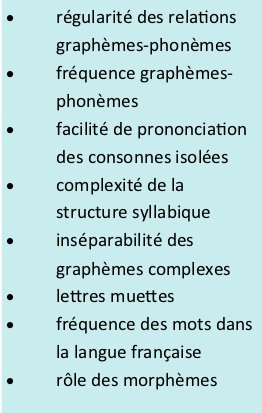 • régularité des relations
graphèmes-phonèmes
• fréquence graphèmes-
phonèmes
• facilité de prononciation
des consonnes isolées
• complexité de la
structure syllabique
• inséparabilité des
graphèmes complexes
• lettres muettes
• fréquence des mots dans
la langue française
• rôle des morphèmes